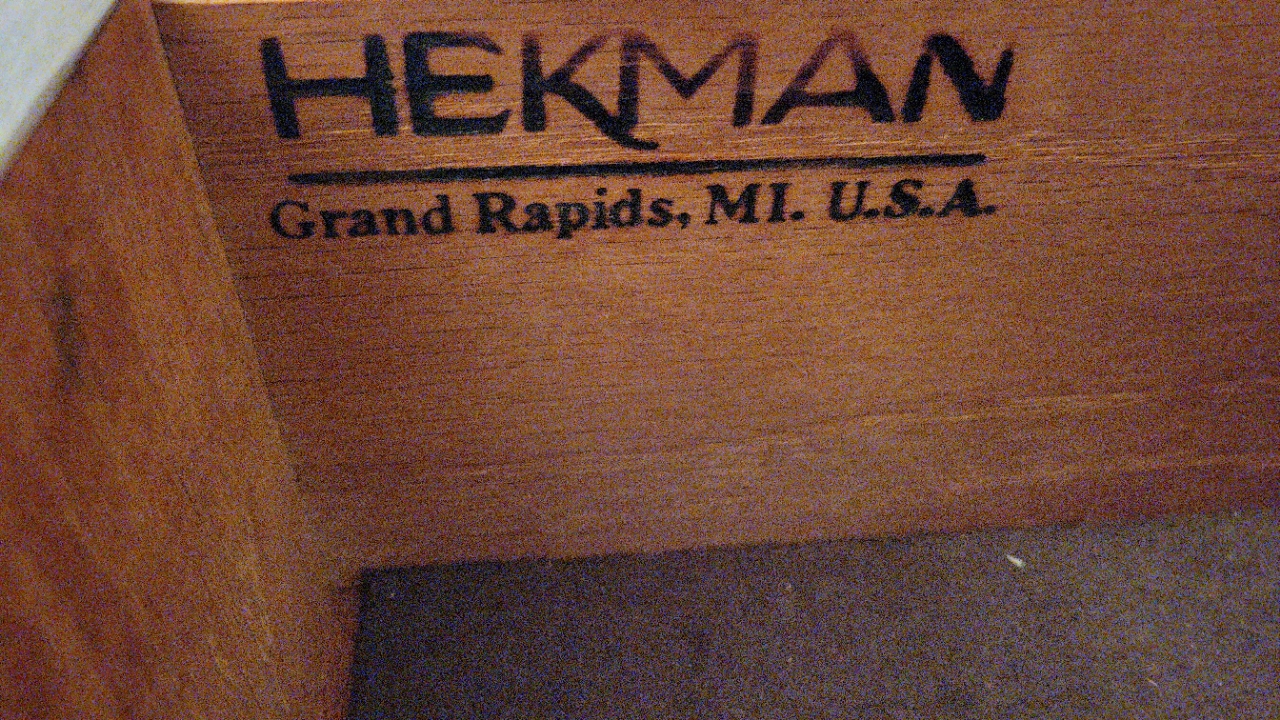 HEKMAN
Grand Rapids, MI. U.S.A.